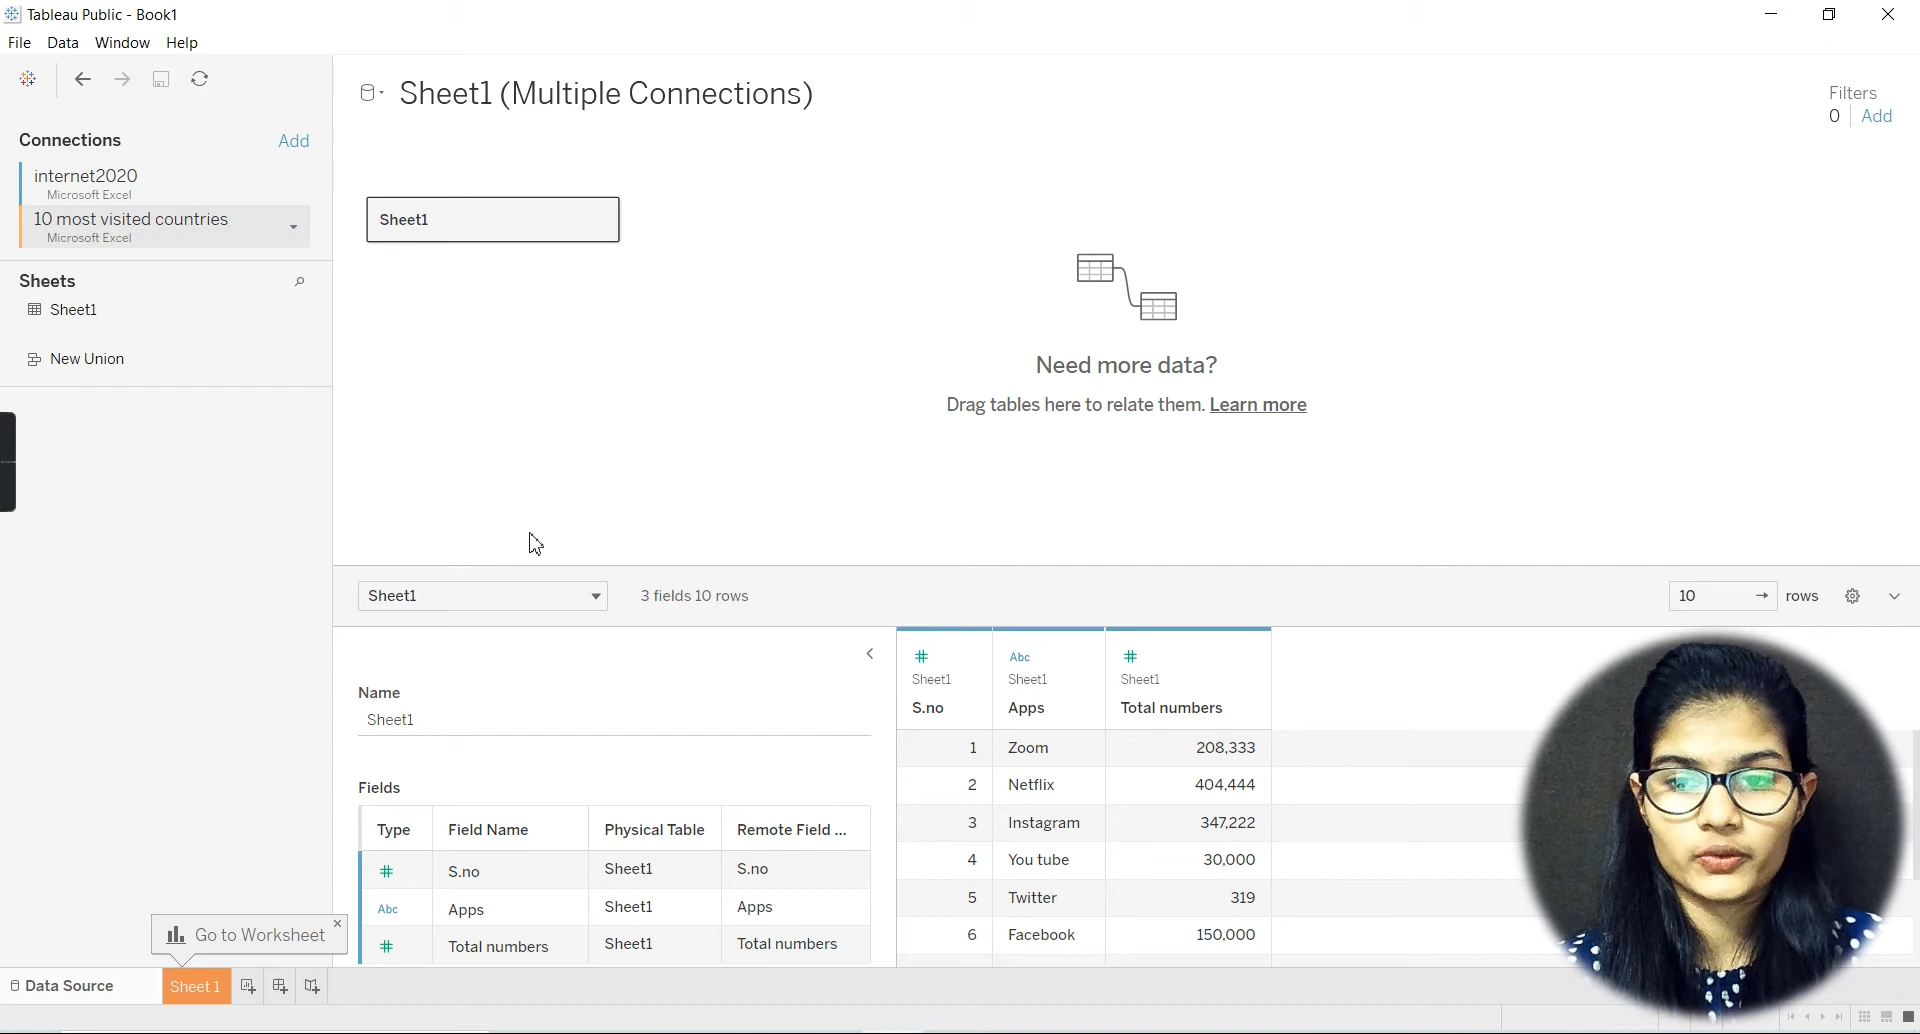 Tableau Public - Book1
File Data Window Help
Connections Add
internet2020
Microsoft Excel
10 most visited countries
Microsoft Excel
Sheets
Sheet1
New Union
Sheet1 (Multiple Connections)
Filters
0 Add
Sheet1
Need more data?
Drag tables here to relate them. Learn more
Sheet1 3 fields 10 rows 10 rows
Name
Sheet1
Fields
Type Field Name Physical Table Remote Field ...
# S.no Sheet1 S.no
Abc Apps Sheet1 Apps
# Total numbers Sheet1 Total numbers
# Abc #
Sheet1 Sheet1 Sheet1
S.no Apps Total numbers
1 Zoom 208,333
2 Netflix 404,444
3 Instagram 347,222
4 You tube 30,000
5 Twitter 319
6 Facebook 150,000
Go to Worksheet
Data Source Sheet 1